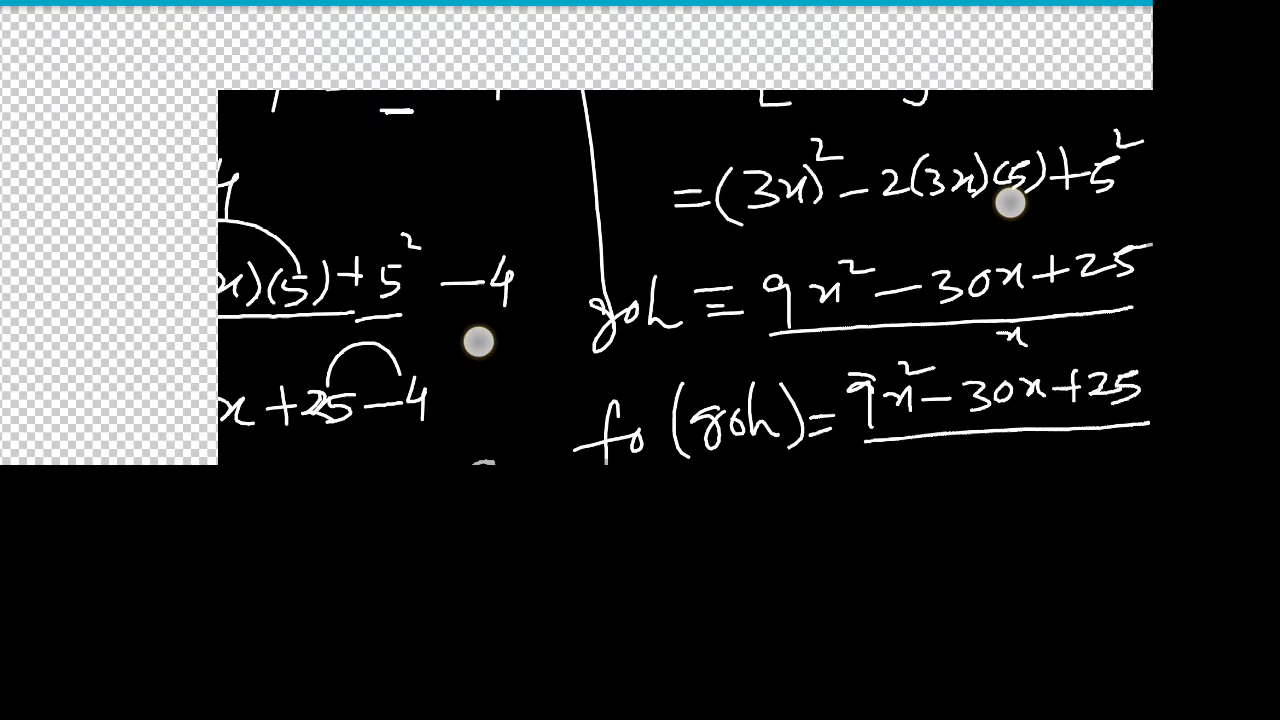 x)(5) + 5² - 4
x + 25 - 4
= (3x)² - 2(3x)(5) + 5²
goh = 9x² - 30x + 25
x
fo(goh) = 9x² - 30x + 25